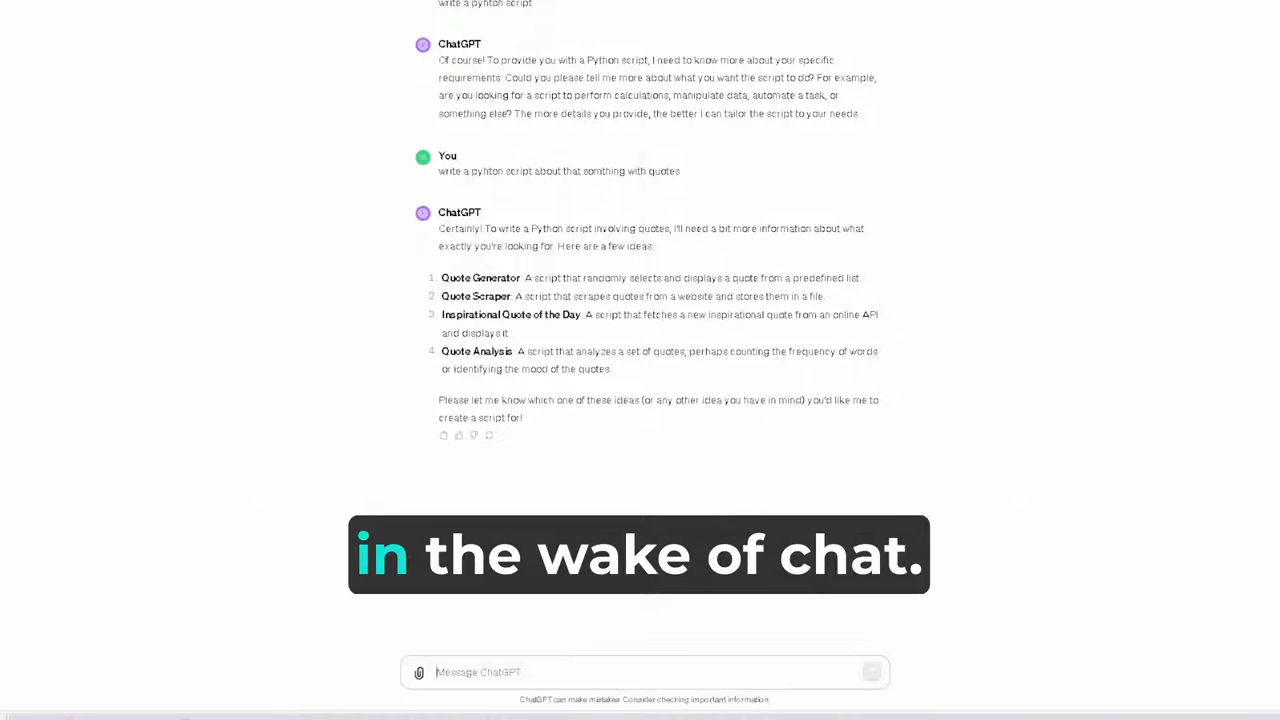 write a pyhton script
ChatGPT
Of course! To provide you with a Python script, I need to know more about your specific
requirements. Could you please tell me more about what you want the script to do? For example,
are you looking for a script to perform calculations, manipulate data, automate a task, or
something else? The more details you provide, the better I can tailor the script to your needs
You
write a pyhton script about that somthing with quotes
ChatGPT
Certainly! To write a Python script involving quotes, I'll need a bit more information about what
exactly you're looking for. Here are a few ideas:
1 Quote Generator: A script that randomly selects and displays a quote from a predefined list.
2 Quote Scraper: A script that scrapes quotes from a website and stores them in a file.
3 Inspirational Quote of the Day: A script that fetches a new inspirational quote from an online API
and displays it.
4 Quote Analysis: A script that analyzes a set of quotes, perhaps counting the frequency of words
or identifying the mood of the quotes.
Please let me know which one of these ideas (or any other idea you have in mind) you'd like me to
create a script for!
in the wake of chat.
Message ChatGPT
ChatGPT can make mistakes. Consider checking important information.